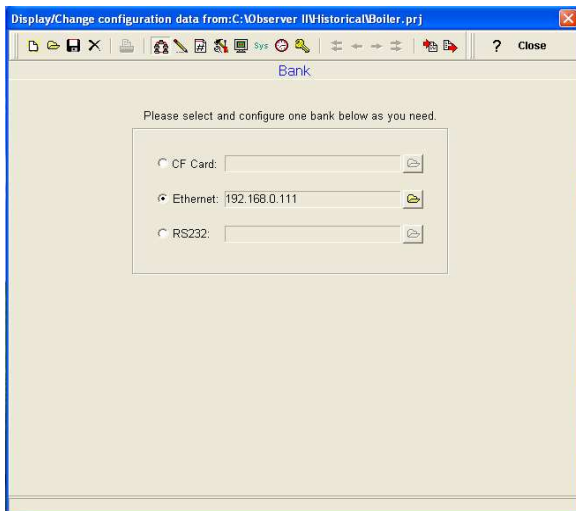 Display/Change configuration data from:C:\Observer II\Historical\Boiler.prj
Sys ? Close
Bank
Please select and configure one bank below as you need.
CF Card:
Ethernet: 192.168.0.111
RS232: